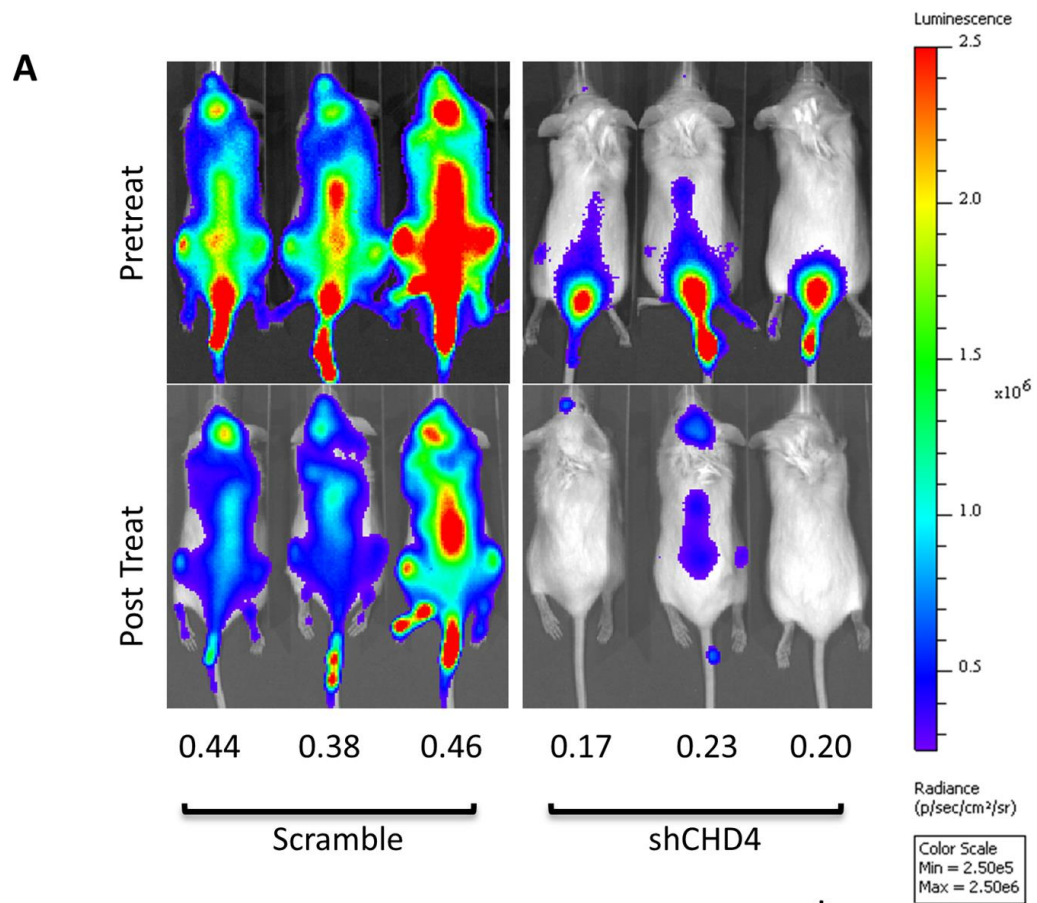 A
Luminescence
2.5
2.0
1.5
x10⁶
1.0
0.5
Pretreat
Post Treat
0.44 0.38 0.46 0.17 0.23 0.20
Scramble shCHD4
Radiance
(p/sec/cm²/sr)
Color Scale
Min = 2.50e5
Max = 2.50e6